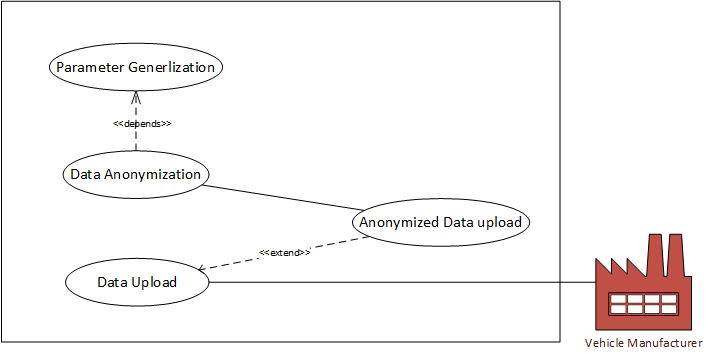 Parameter Generlization
<<depends>>
Data Anonymization
Anonymized Data upload
<<extend>>
Data Upload
Vehicle Manufacturer